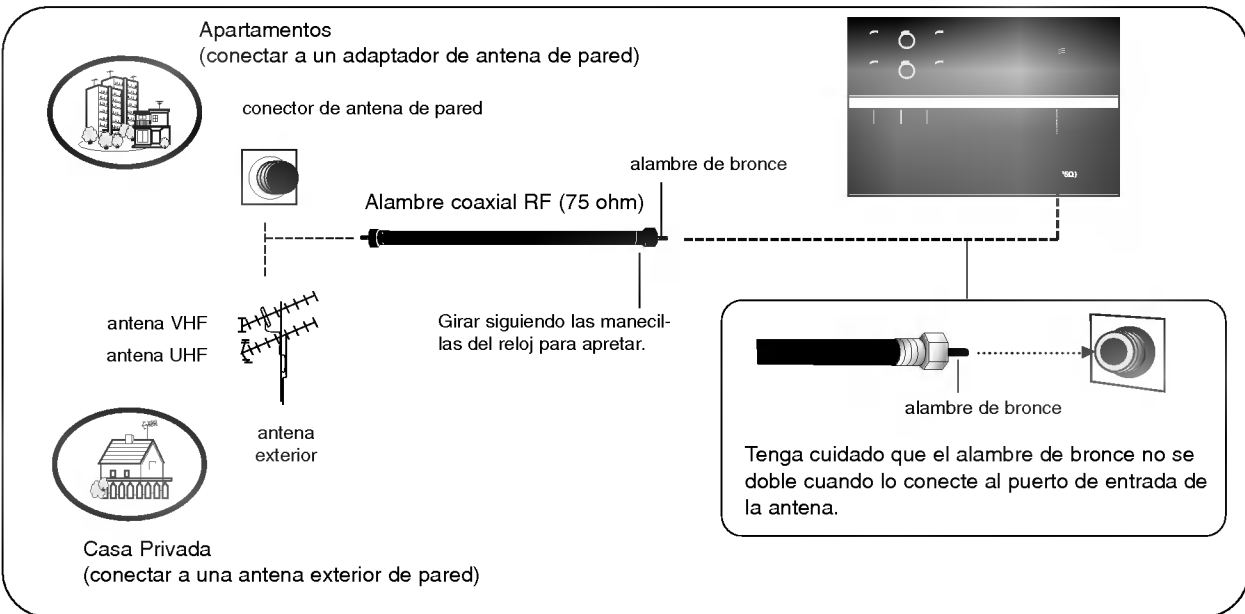 Apartamentos
(conectar a un adaptador de antena de pared)
conector de antena de pared
alambre de bronce
Alambre coaxial RF (75 ohm)
antena VHF
antena UHF
Girar siguiendo las manecil-
las del reloj para apretar.
antena
exterior
alambre de bronce
Tenga cuidado que el alambre de bronce no se
doble cuando lo conecte al puerto de entrada de
la antena.
Casa Privada
(conectar a una antena exterior de pared)